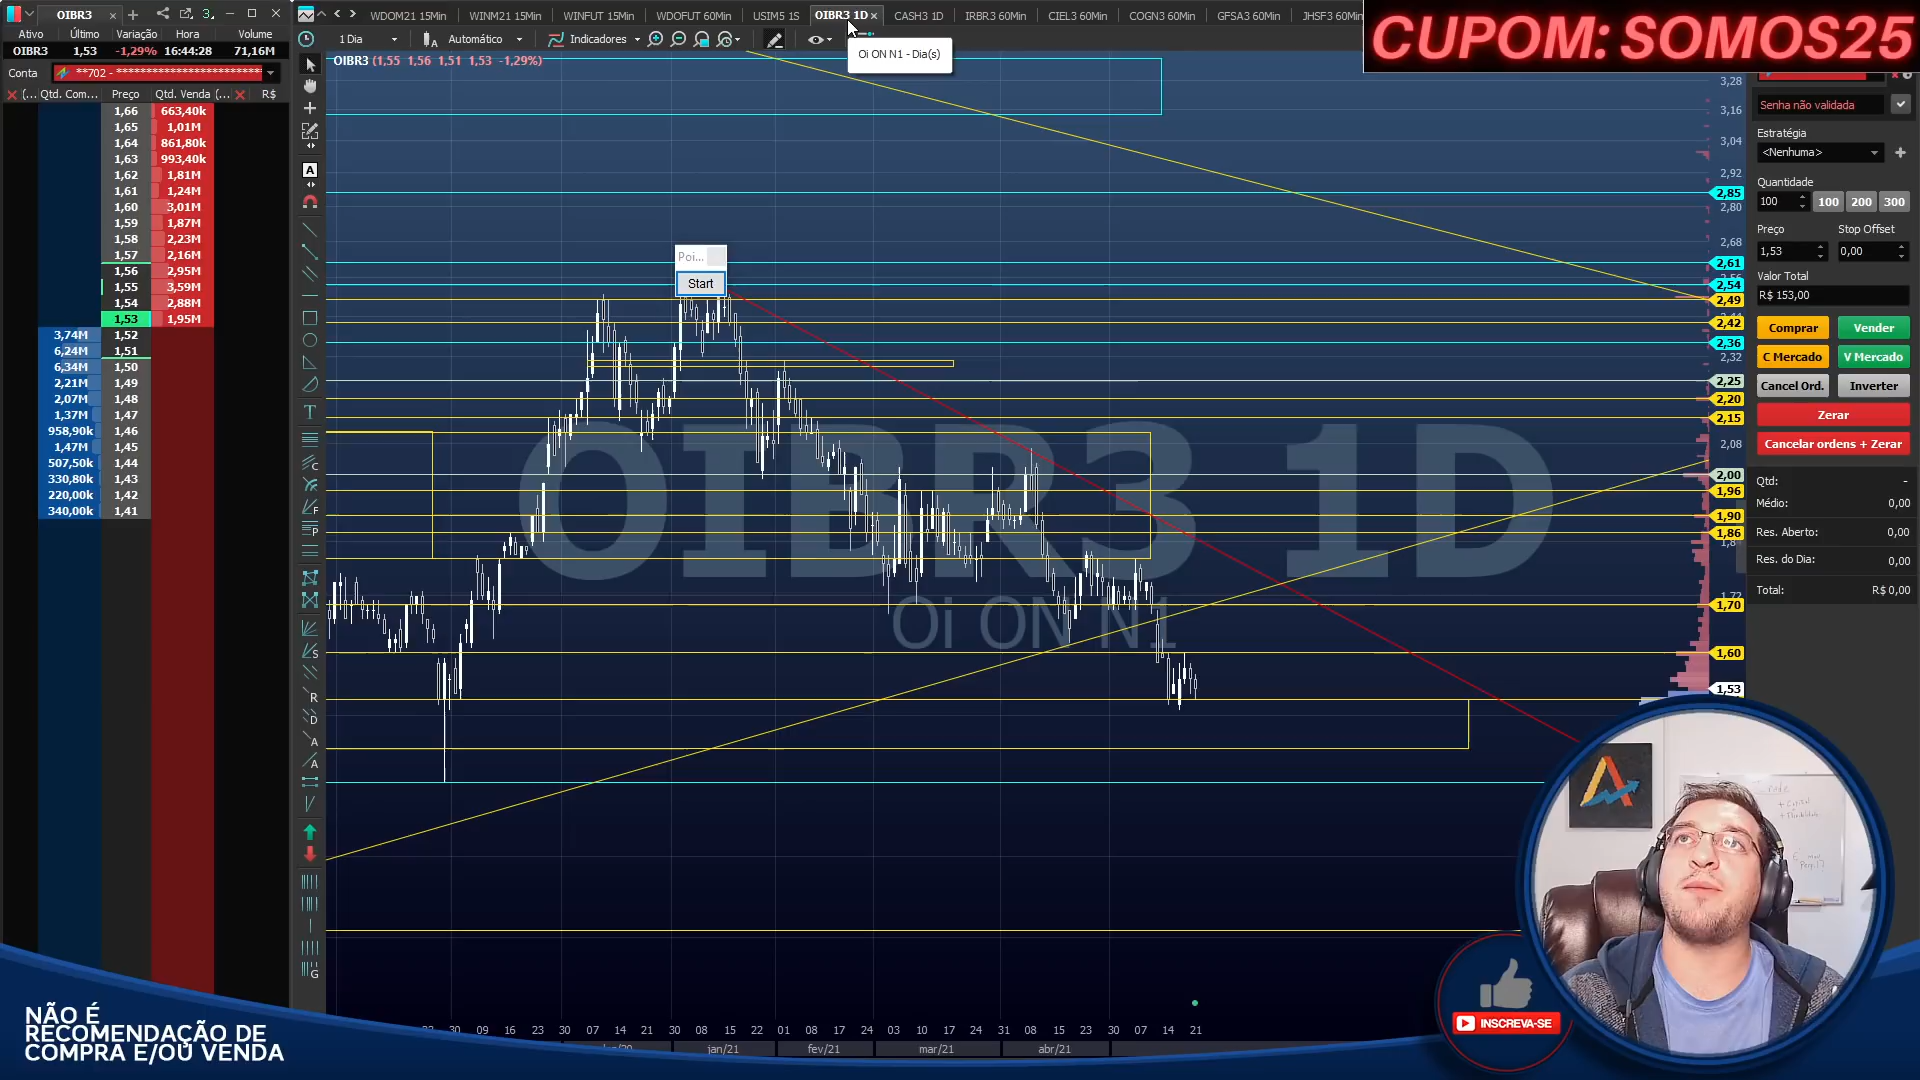 OIBR3
WDOM21 15Min
WINM21 15Min
WINFUT 15Min
WDOFUT 60Min
USIM5 1S
OIBR3 1D
CASH3 1D
IRBR3 60Min
CIEL3 60Min
COGN3 60Min
GFSA3 60Min
JHSF3 60Min
CUPOM: SOMOS25
Ativo Último Variação Hora Volume
OIBR3 1,53 -1,29% 16:44:28 71,16M
1 Dia
Automático
Indicadores
Oi ON N1 - Dia(s)
Conta **702 - **************************
OIBR3 (1,55 1,56 1,51 1,53 -1,29%)
(... Qtd. Com... Preço Qtd. Venda (... R$
1,66 663,40k
1,65 1,01M
1,64 861,80k
1,63 993,40k
1,62 1,81M
1,61 1,24M
1,60 3,01M
1,59 1,87M
1,58 2,23M
1,57 2,16M
1,56 2,95M
1,55 3,59M
1,54 2,88M
1,53 1,95M
3,74M 1,52
6,24M 1,51
6,34M 1,50
2,21M 1,49
2,07M 1,48
1,37M 1,47
958,90k 1,46
1,47M 1,45
507,50k 1,44
330,80k 1,43
220,00k 1,42
340,00k 1,41
Poi...
Start
OIBR3 1D
Oi ON N1
3,28
3,16
3,04
2,92
2,85
2,80
2,68
2,61
2,54
2,49
2,42
2,36
2,32
2,25
2,20
2,15
2,08
2,00
1,96
1,90
1,86
1,72
1,70
1,60
1,53
Senha não validada
Estratégia
<Nenhuma>
Quantidade
100 100 200 300
Preço Stop Offset
1,53 0,00
Valor Total
R$ 153,00
Comprar Vender
C Mercado V Mercado
Cancel Ord. Inverter
Zerar
Cancelar ordens + Zerar
Qtd: -
Médio: 0,00
Res. Aberto: 0,00
Res. do Dia: 0,00
Total: R$ 0,00
30 09 16 23 30 07 14 21 30 08 15 22 01 08 17 24 03 10 17 24 31 08 15 22 30 07 14 21
jan/21 fev/21 mar/21 abr/21
NÃO É
RECOMENDAÇÃO DE
COMPRA E/OU VENDA
INSCREVA-SE